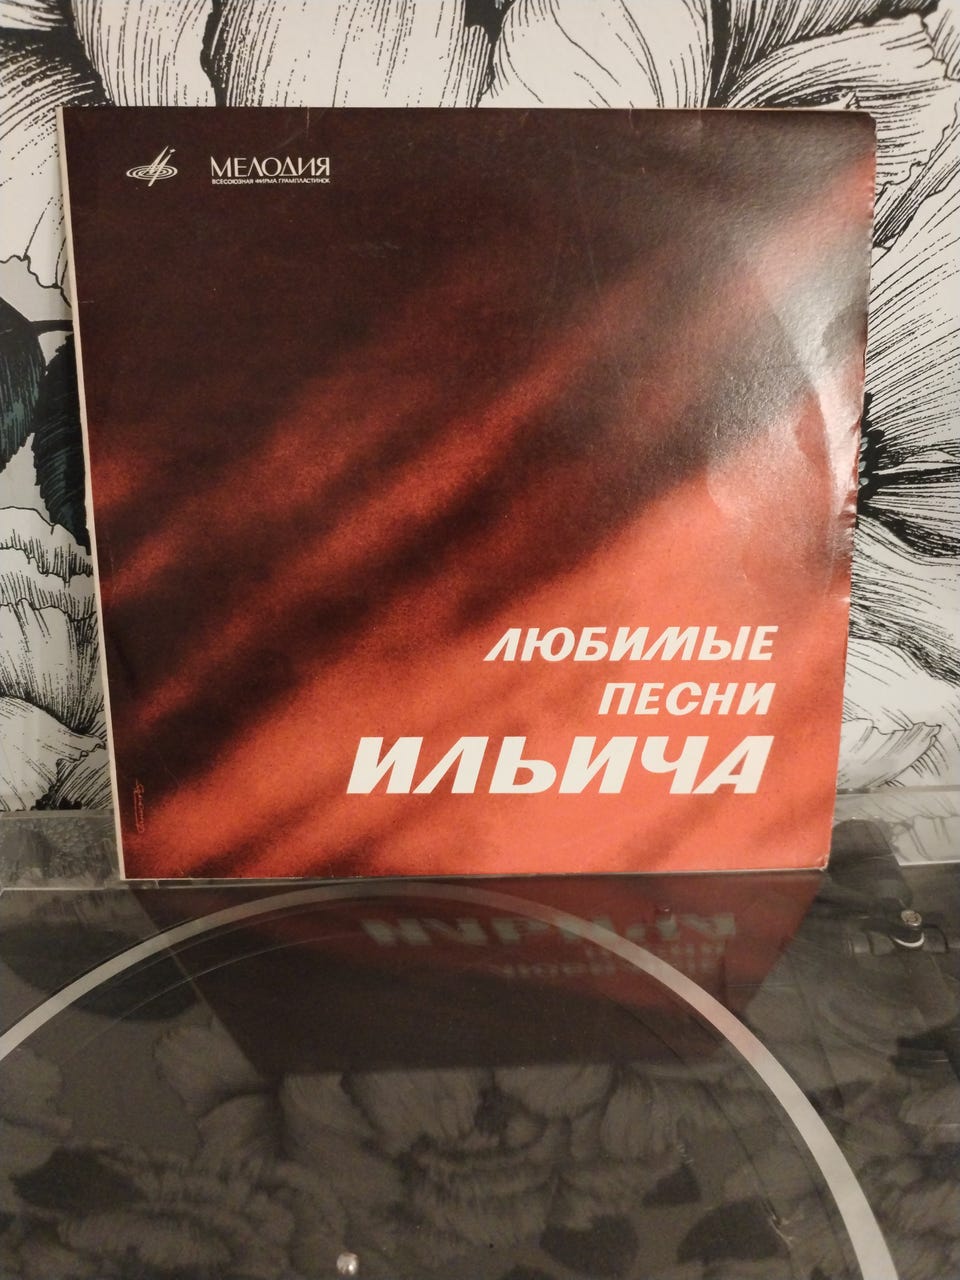 МЕЛОДИЯ
ВСЕСОЮЗНАЯ ФИРМА ГРАМПЛАСТИНОК
ЛЮБИМЫЕ
ПЕСНИ
ИЛЬИЧА